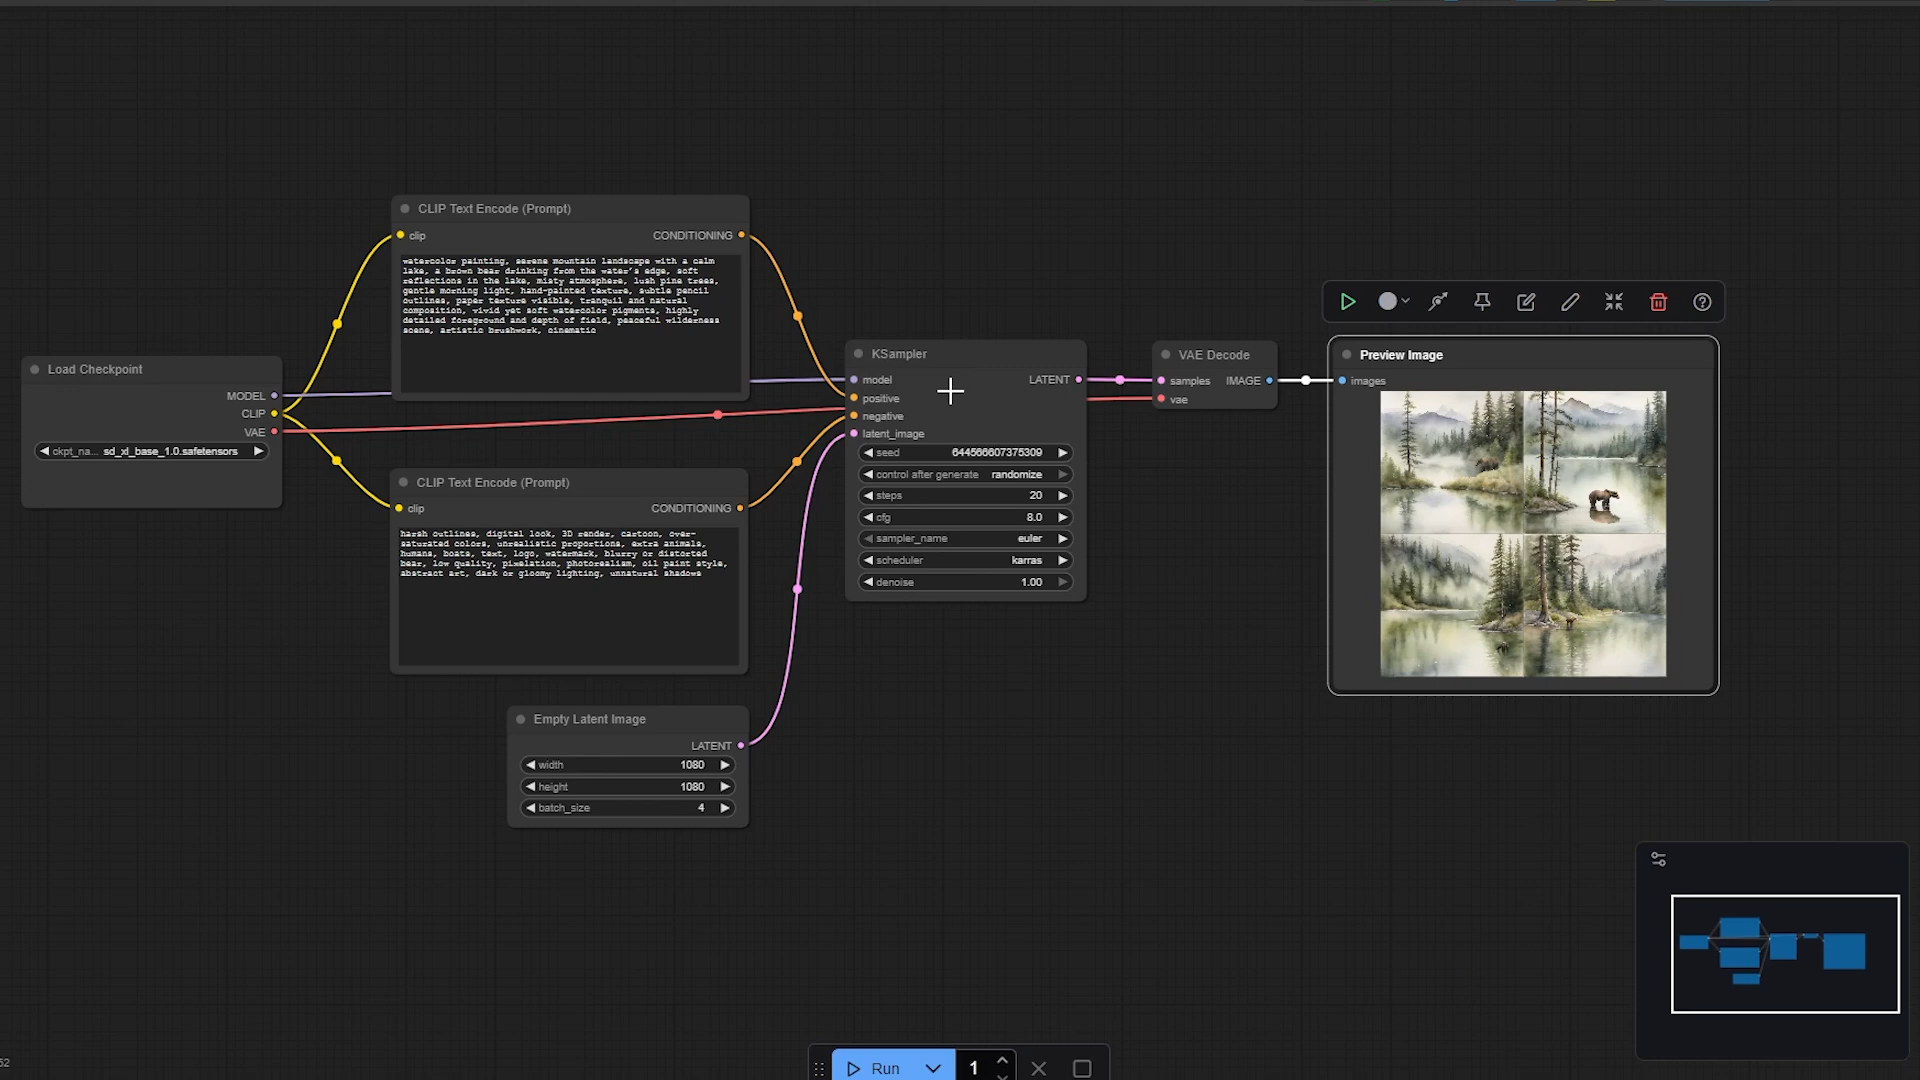 CLIP Text Encode (Prompt)
clip
CONDITIONING
watercolor painting, serene mountain landscape with a calm
lake, a brown bear drinking from the water's edge, soft
reflections in the lake, misty atmosphere, lush pine trees,
gentle morning light, hand-painted texture, subtle pencil
outlines, paper texture visible, tranquil and natural
composition, vivid yet soft watercolor pigments, highly
detailed foreground and depth of field, peaceful wilderness
scene, artistic brushwork, cinematic
Load Checkpoint
MODEL
CLIP
VAE
ckpt_na... sd_xl_base_1.0.safetensors
CLIP Text Encode (Prompt)
clip
CONDITIONING
harsh outlines, digital look, 3D render, cartoon, over-
saturated colors, unrealistic proportions, extra animals,
humans, boats, text, logo, watermark, blurry or distorted
bear, low quality, pixelation, photorealism, oil paint style,
abstract art, dark or gloomy lighting, unnatural shadows
Empty Latent Image
LATENT
width 1080
height 1080
batch_size 4
KSampler
model
LATENT
positive
negative
latent_image
seed 644566607375309
control after generate randomize
steps 20
cfg 8.0
sampler_name euler
scheduler karras
denoise 1.00
VAE Decode
samples IMAGE
vae
Preview Image
images
52
Run 1